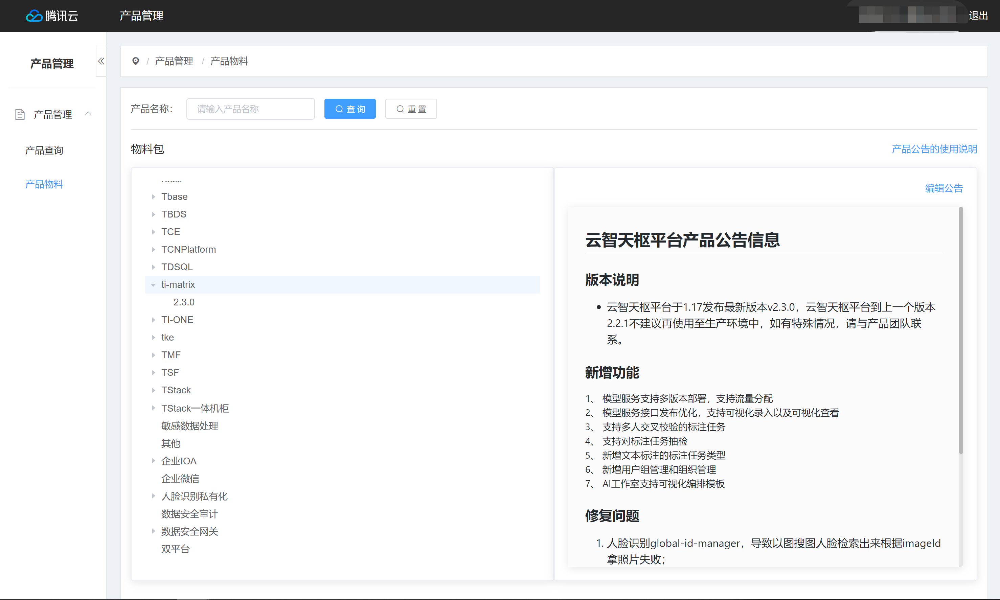 腾讯云
产品管理
退出
产品管理
产品管理
产品查询
产品物料
/ 产品管理 / 产品物料
产品名称：
请输入产品名称
查 询
重 置
物料包
产品公告的使用说明
Tbase
TBDS
TCE
TCNPlatform
TDSQL
ti-matrix
2.3.0
TI-ONE
tke
TMF
TSF
TStack
TStack一体机柜
敏感数据处理
其他
企业IOA
企业微信
人脸识别私有化
数据安全审计
数据安全网关
双平台
编辑公告
云智天枢平台产品公告信息
版本说明
• 云智天枢平台于1.17发布最新版本v2.3.0，云智天枢平台到上一个版本
2.2.1不建议再使用至生产环境中，如有特殊情况，请与产品团队联
系。
新增功能
1、 模型服务支持多版本部署，支持流量分配
2、 模型服务接口发布优化，支持可视化录入以及可视化查看
3、 支持多人交叉校验的标注任务
4、 支持对标注任务抽检
5、 新增文本标注的标注任务类型
6、 新增用户组管理和组织管理
7、 AI工作室支持可视化编排模板
修复问题
1. 人脸识别global-id-manager，导致以图搜图人脸检索出来根据imageId
拿照片失败；